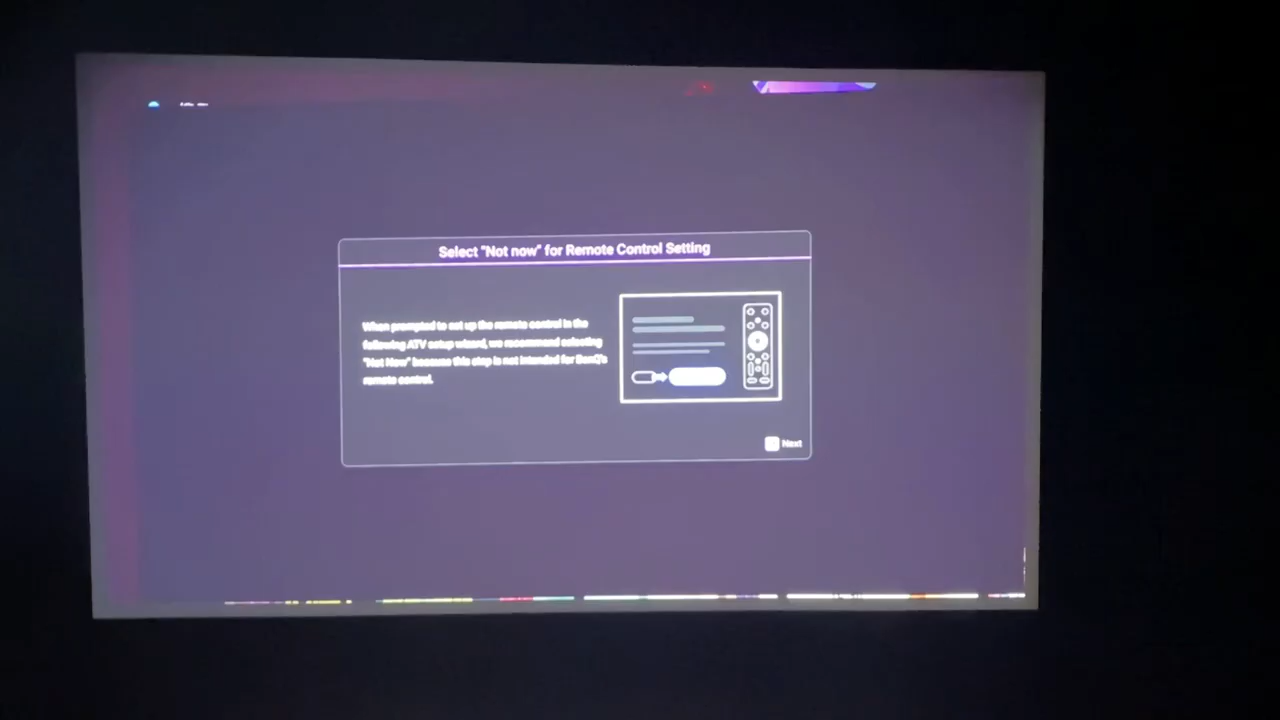 Select "Not now" for Remote Control Setting
When prompted to set up the remote control in the
following ATV setup wizard, we recommend selecting
"Not Now" because this step is not intended for BenQ's
remote control.
Next